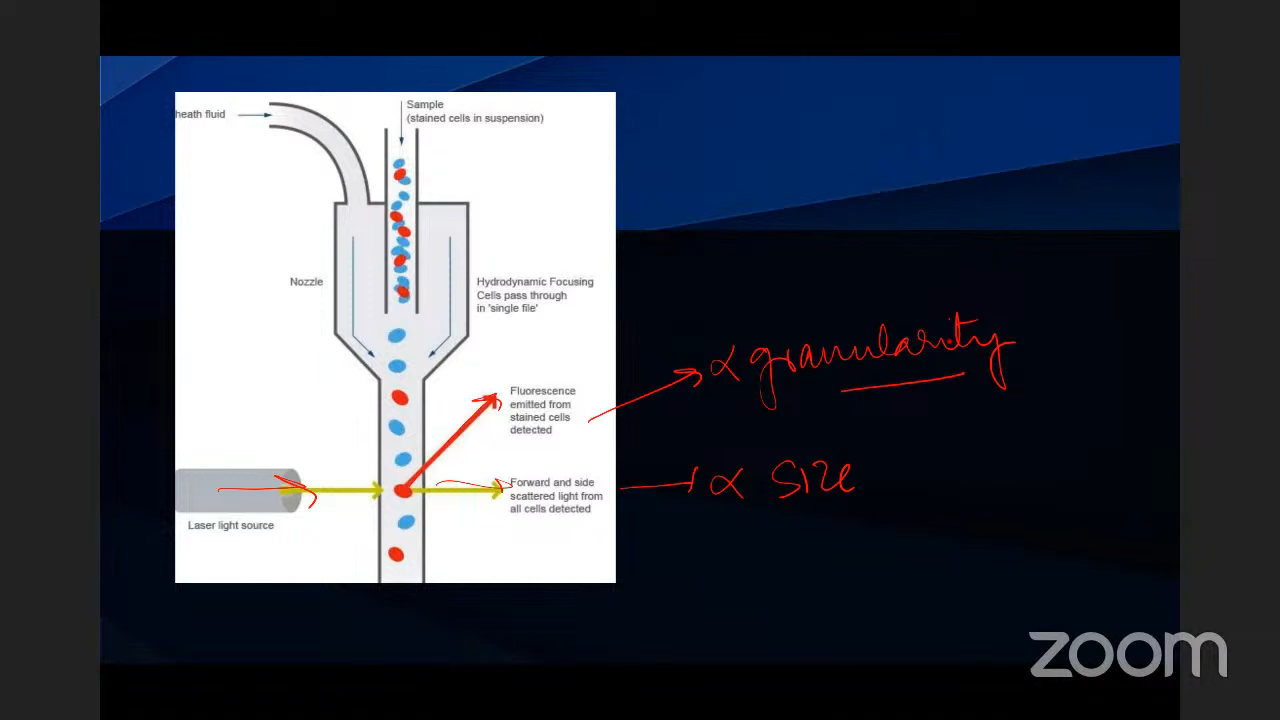 heath fluid
Sample
(stained cells in suspension)
Nozzle
Hydrodynamic Focusing
Cells pass through
in 'single file'
Fluorescence
emitted from
stained cells
detected
∝ granularity
Forward and side
scattered light from
all cells detected
∝ SIZE
Laser light source
zoom